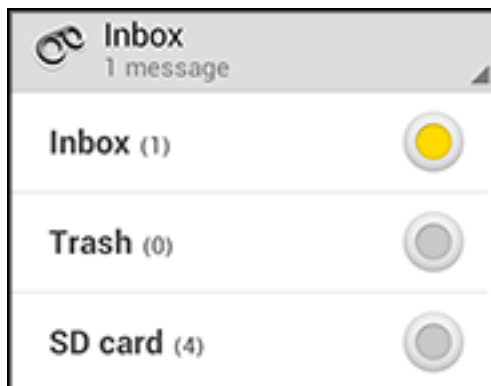 Inbox
1 message
Inbox (1)
Trash (0)
SD card (4)